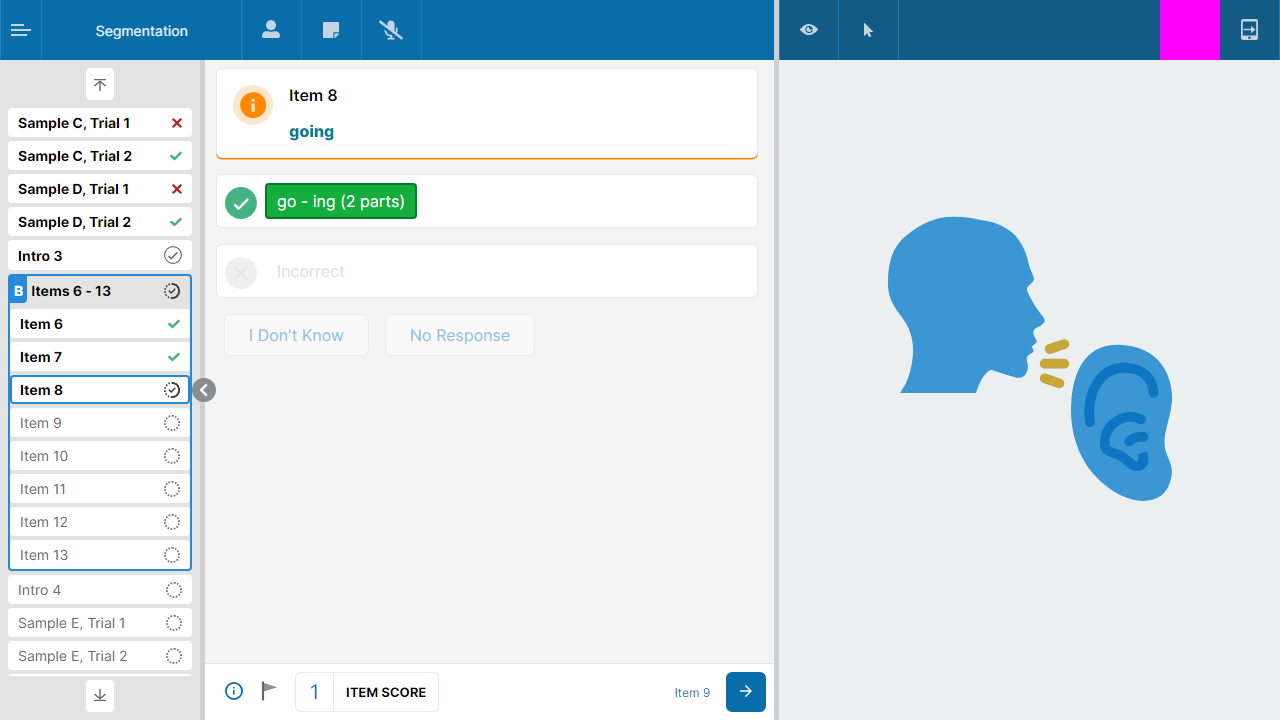 Segmentation
Sample C, Trial 1
Sample C, Trial 2
Sample D, Trial 1
Sample D, Trial 2
Intro 3
B Items 6 - 13
Item 6
Item 7
Item 8
Item 9
Item 10
Item 11
Item 12
Item 13
Intro 4
Sample E, Trial 1
Sample E, Trial 2
Item 8
going
go - ing (2 parts)
Incorrect
I Don't Know No Response
1 ITEM SCORE Item 9